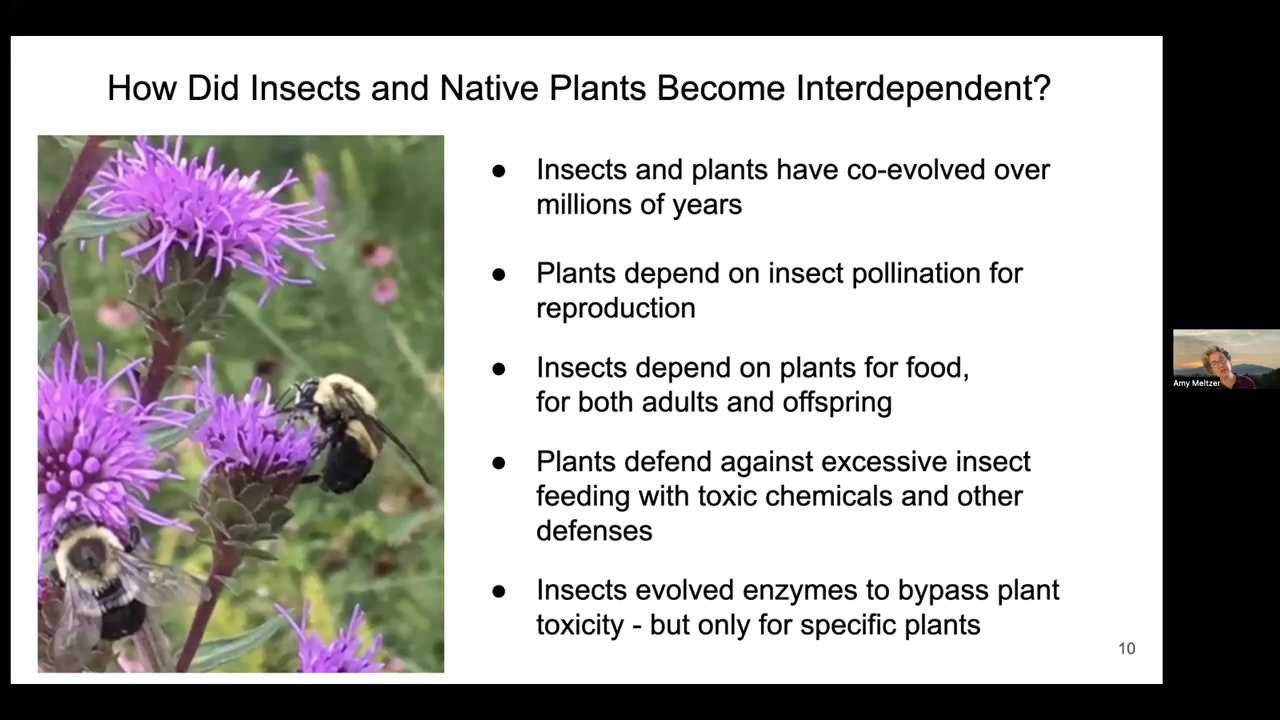 How Did Insects and Native Plants Become Interdependent?
● Insects and plants have co-evolved over
millions of years
● Plants depend on insect pollination for
reproduction
● Insects depend on plants for food,
for both adults and offspring
● Plants defend against excessive insect
feeding with toxic chemicals and other
defenses
● Insects evolved enzymes to bypass plant
toxicity - but only for specific plants
10
Amy Meltzer